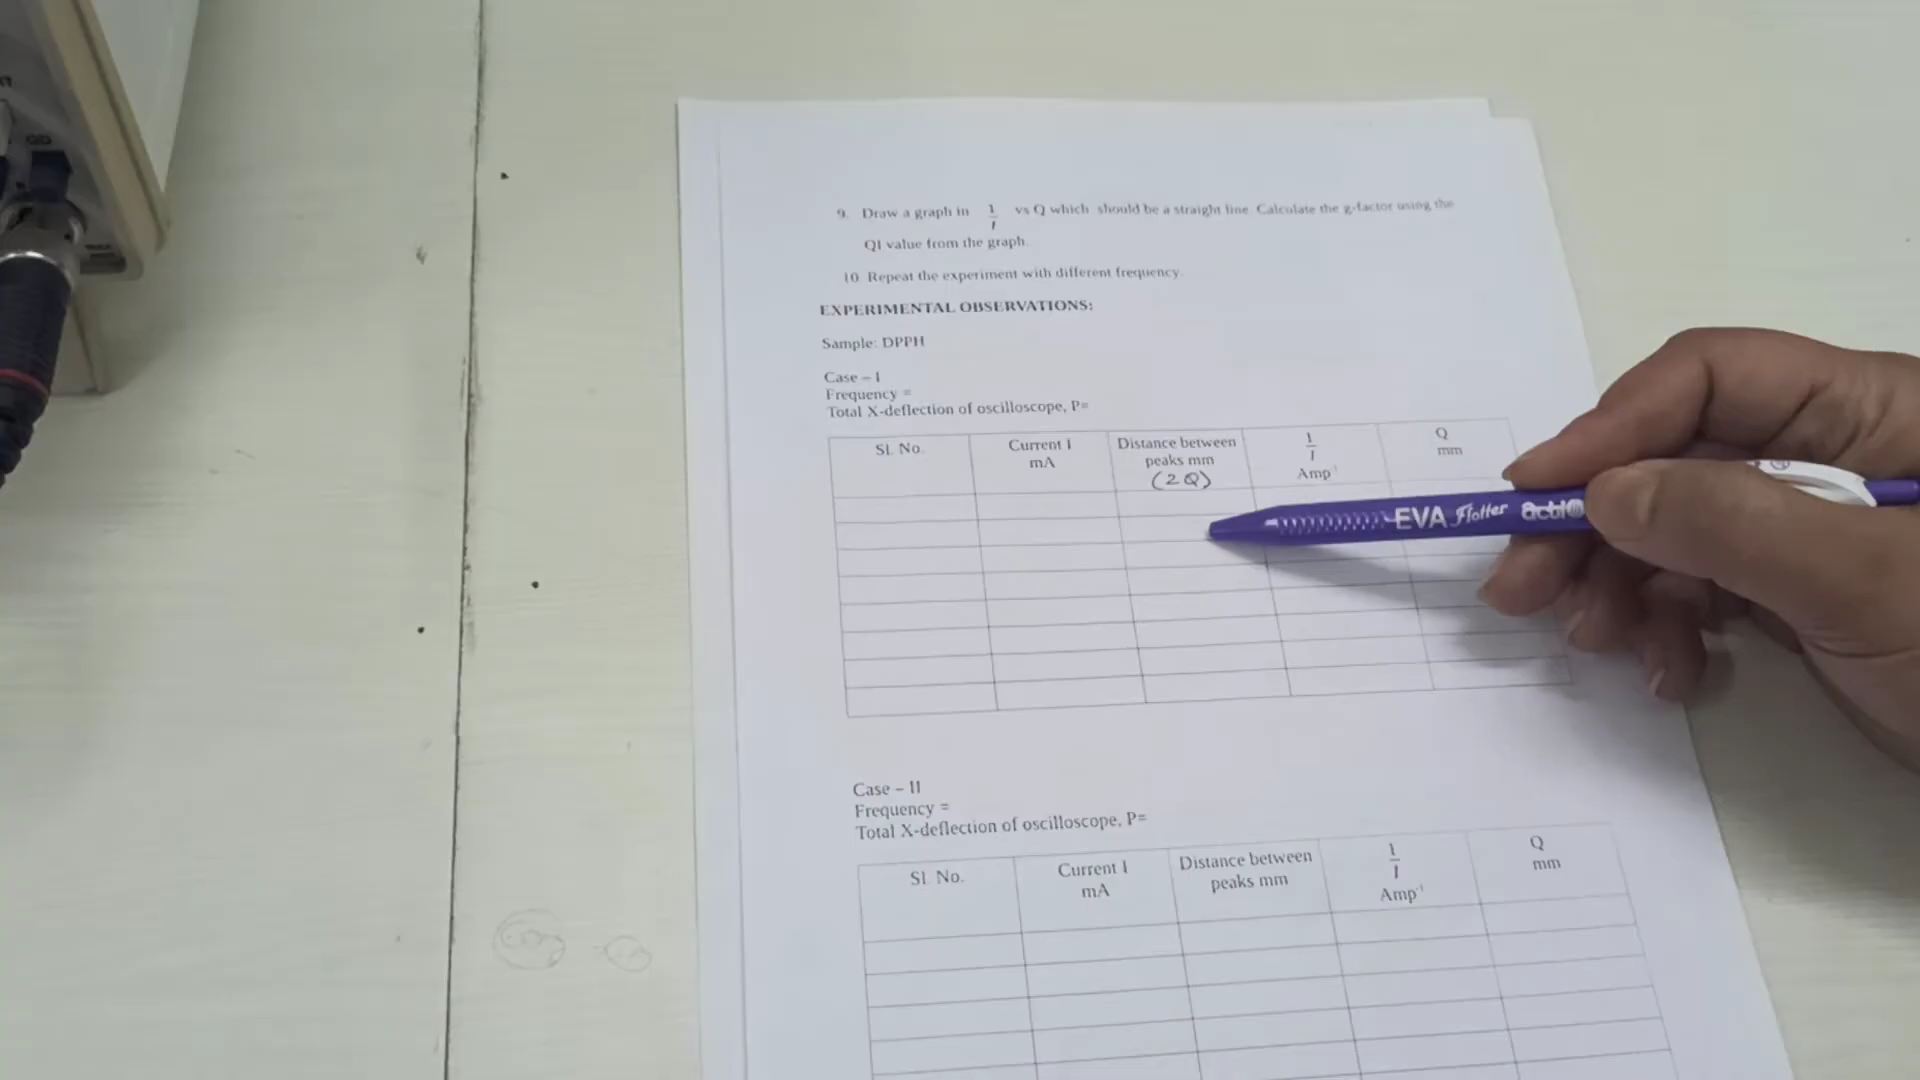 9. Draw a graph in 1/I vs Q which should be a straight line. Calculate the g-factor using the
QI value from the graph.
10. Repeat the experiment with different frequency.
EXPERIMENTAL OBSERVATIONS:
Sample: DPPH
Case – I
Frequency =
Total X-deflection of oscilloscope, P=
Sl. No.
Current I
mA
Distance between
peaks mm
(2Q)
1/I
Amp⁻¹
Q
mm
EVA Flotter action
Case – II
Frequency =
Total X-deflection of oscilloscope, P=
Sl. No.
Current I
mA
Distance between
peaks mm
1/I
Amp⁻¹
Q
mm